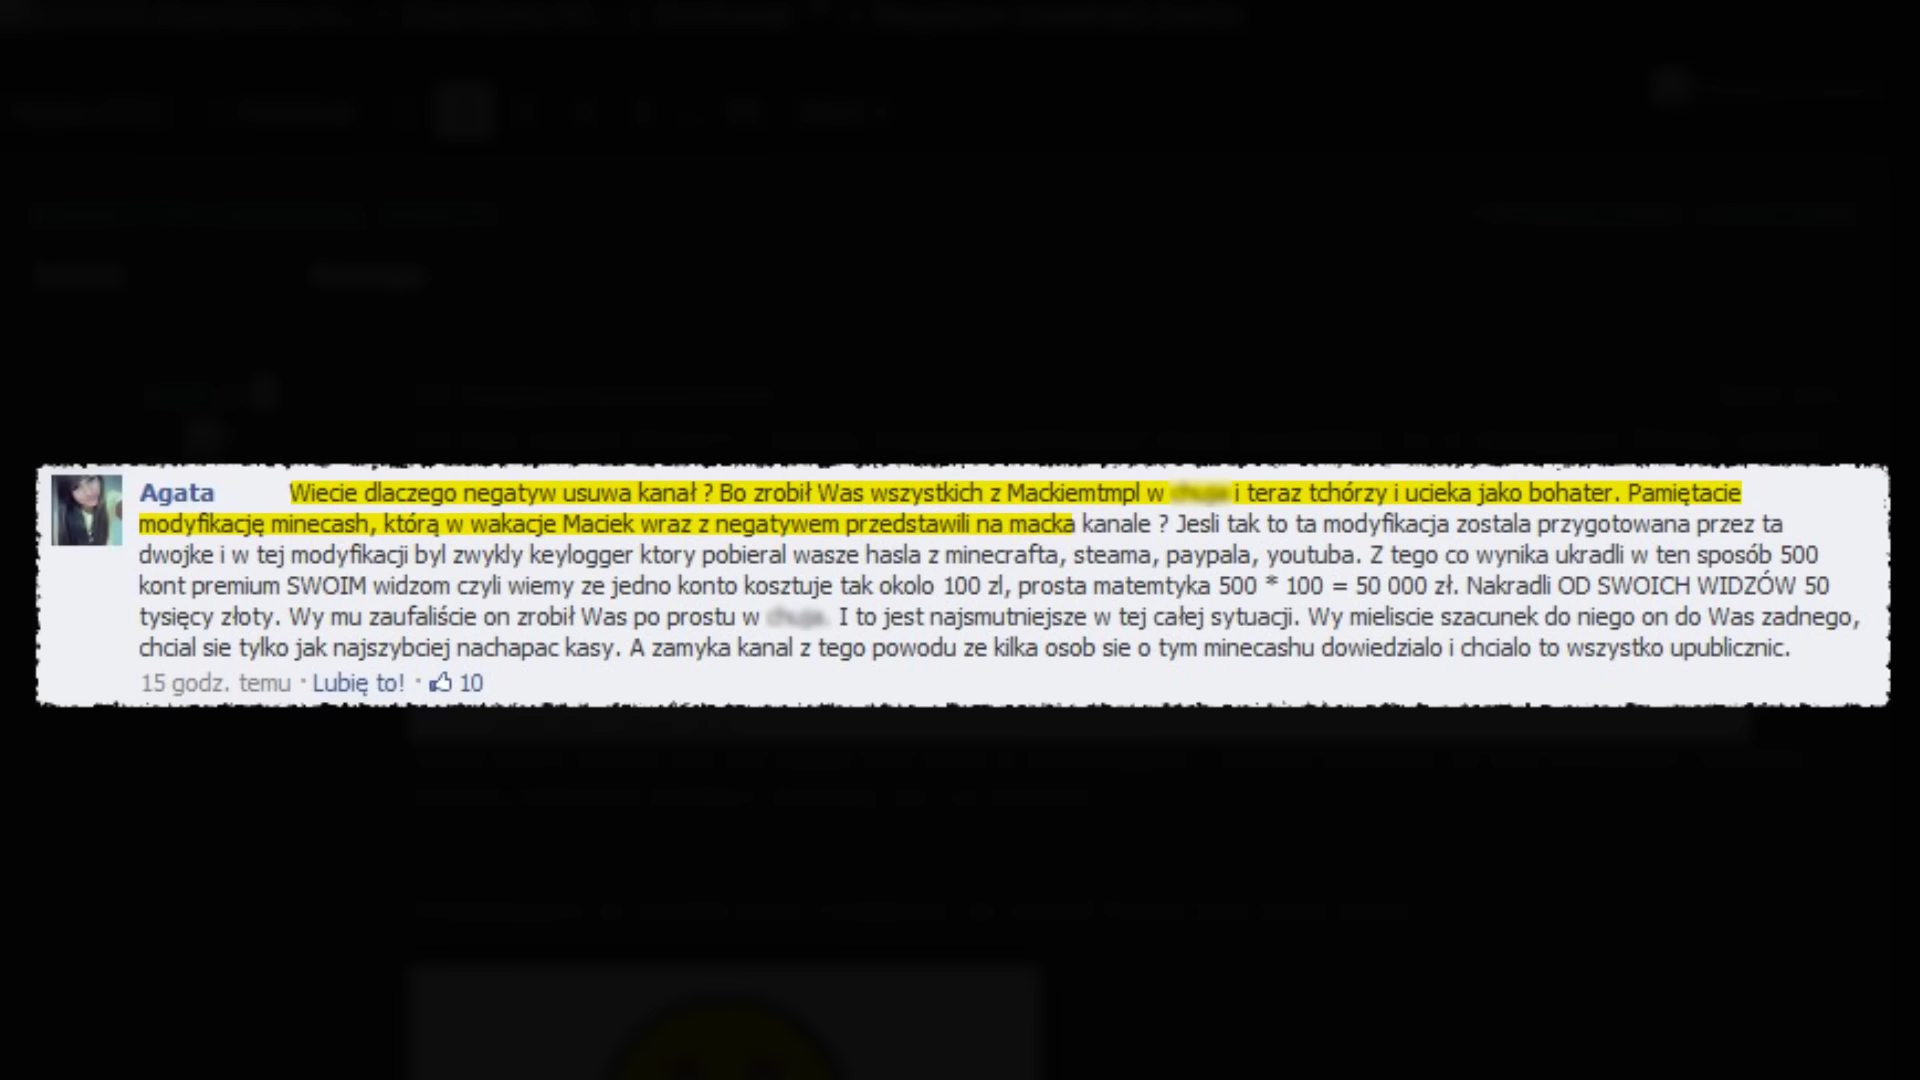 Agata Wiecie dlaczego negatyw usuwa kanał ? Bo zrobił Was wszystkich z Mackiemtmpl w i teraz tchórzy i ucieka jako bohater. Pamiętacie
modyfikację minecash, którą w wakacje Maciek wraz z negatywem przedstawili na macka kanale ? Jesli tak to ta modyfikacja zostala przygotowana przez ta
dwojke i w tej modyfikacji byl zwykly keylogger ktory pobieral wasze hasla z minecrafta, steama, paypala, youtuba. Z tego co wynika ukradli w ten sposób 500
kont premium SWOIM widzom czyli wiemy ze jedno konto kosztuje tak okolo 100 zl, prosta matemtyka 500 * 100 = 50 000 zł. Nakradli OD SWOICH WIDZÓW 50
tysięcy złoty. Wy mu zaufaliście on zrobił Was po prostu w I to jest najsmutniejsze w tej całej sytuacji. Wy mieliscie szacunek do niego on do Was zadnego,
chcial sie tylko jak najszybciej nachapac kasy. A zamyka kanal z tego powodu ze kilka osob sie o tym minecashu dowiedzialo i chcialo to wszystko upublicznic.
15 godz. temu · Lubię to! · 10